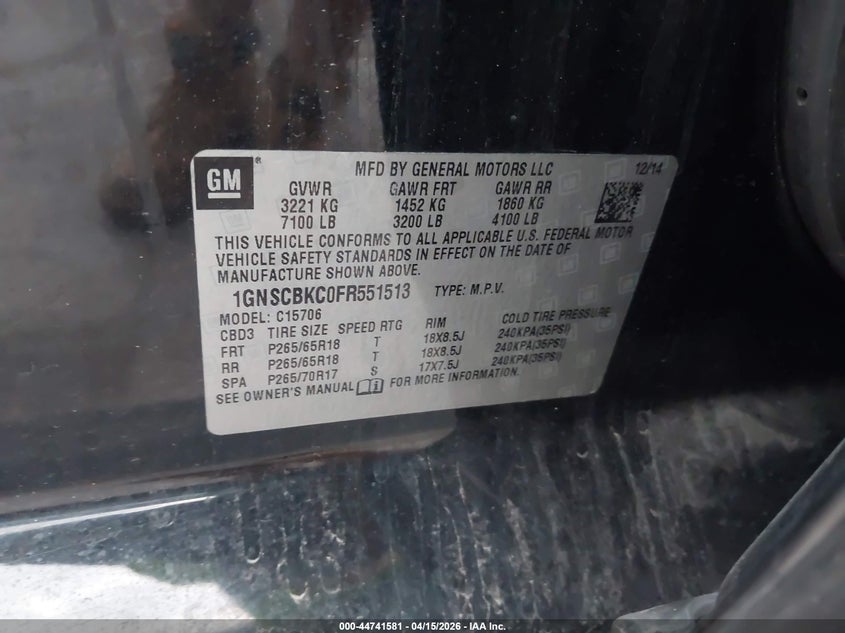 GM ® MFD BY GENERAL MOTORS LLC 12/14
GVWR GAWR FRT GAWR RR
3221 KG 1452 KG 1860 KG
7100 LB 3200 LB 4100 LB
THIS VEHICLE CONFORMS TO ALL APPLICABLE U.S. FEDERAL MOTOR
VEHICLE SAFETY STANDARDS IN EFFECT ON THE DATE OF
MANUFACTURE SHOWN ABOVE.
1GNSCBKC0FR551513 TYPE: M.P.V.
MODEL: C15706
CBD3 TIRE SIZE SPEED RTG RIM COLD TIRE PRESSURE
FRT P265/65R18 T 18X8.5J 240KPA(35PSI)
RR P265/65R18 T 18X8.5J 240KPA(35PSI)
SPA P265/70R17 S 17X7.5J 240KPA(35PSI)
SEE OWNER'S MANUAL FOR MORE INFORMATION.
000-44741581 - 04/15/2026 - IAA Inc.